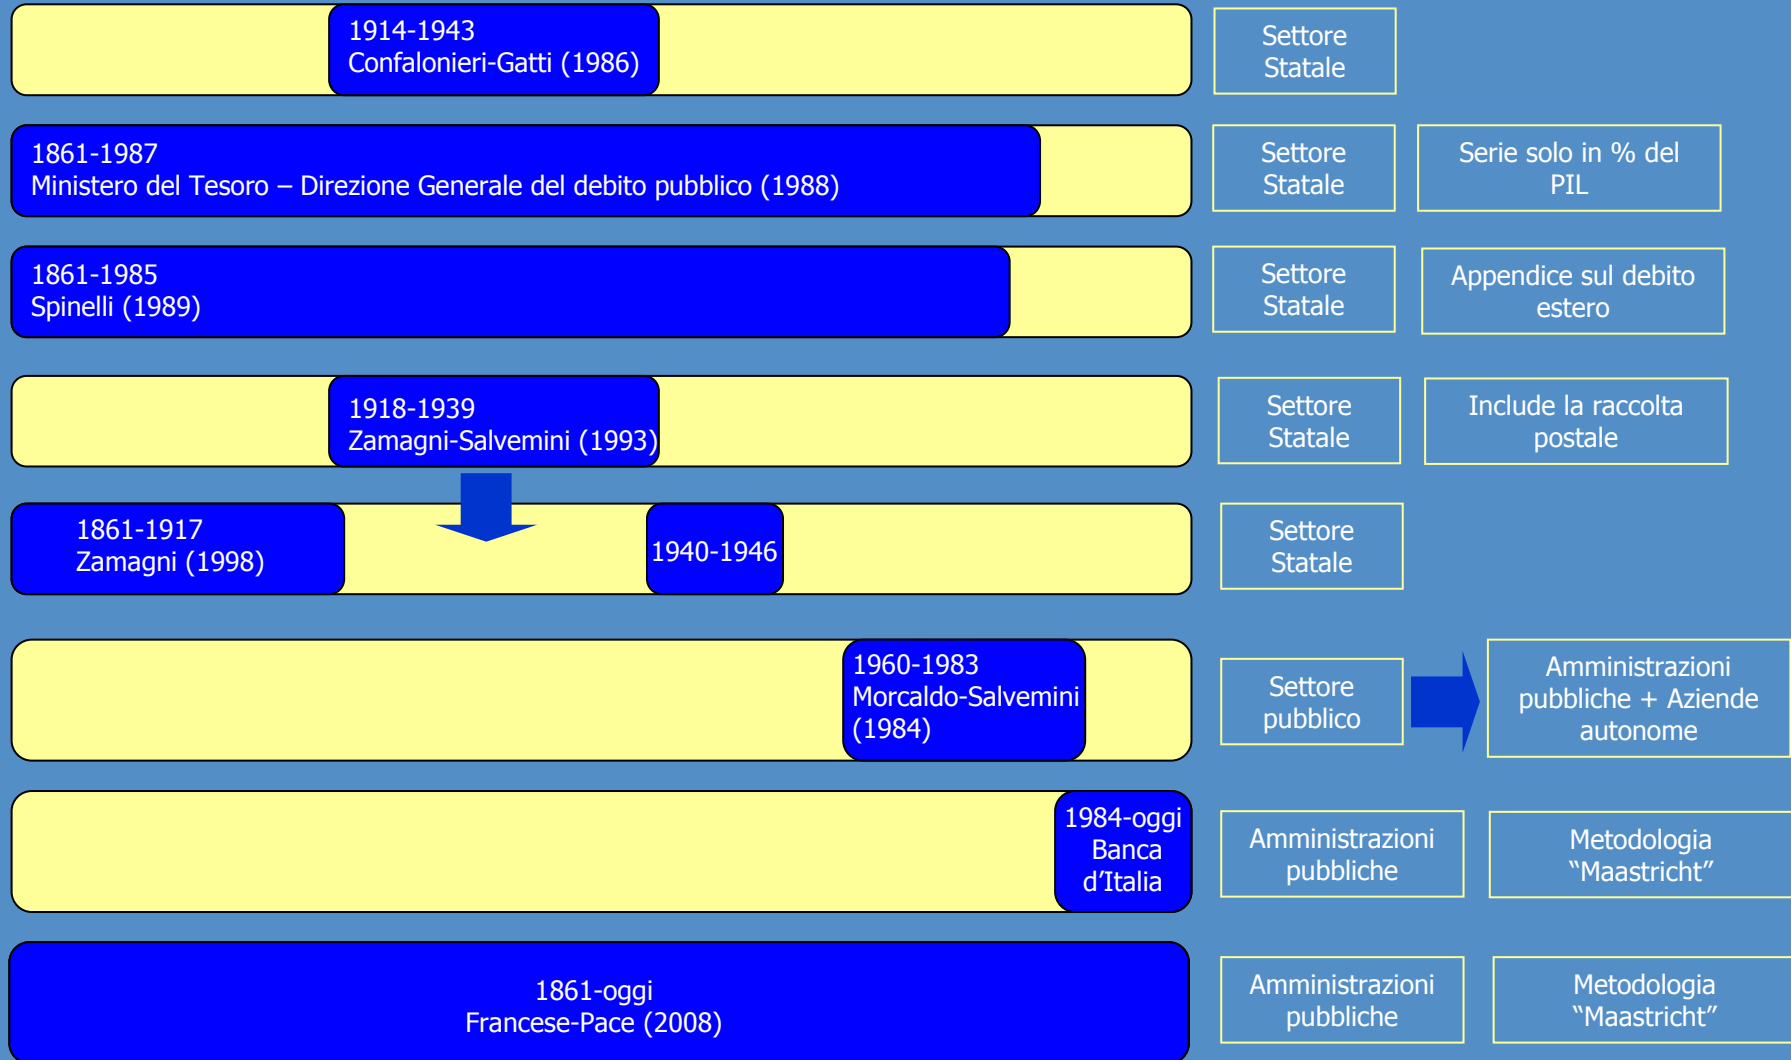 1914-1943
Confalonieri-Gatti (1986)
Settore
Statale
1861-1987
Ministero del Tesoro – Direzione Generale del debito pubblico (1988)
Settore
Statale
Serie solo in % del
PIL
1861-1985
Spinelli (1989)
Settore
Statale
Appendice sul debito
estero
1918-1939
Zamagni-Salvemini (1993)
Settore
Statale
Include la raccolta
postale
1861-1917
Zamagni (1998)
1940-1946
Settore
Statale
1960-1983
Morcaldo-Salvemini
(1984)
Settore
pubblico
Amministrazioni
pubbliche + Aziende
autonome
1984-oggi
Banca
d’Italia
Amministrazioni
pubbliche
Metodologia
“Maastricht”
1861-oggi
Francese-Pace (2008)
Amministrazioni
pubbliche
Metodologia
“Maastricht”